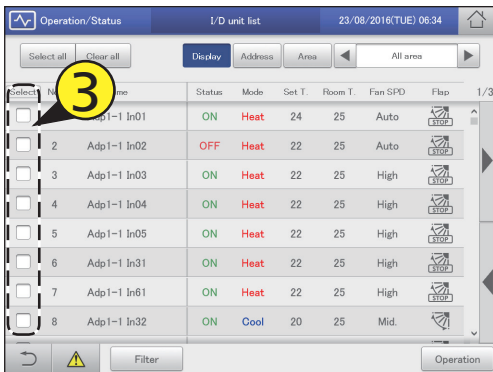 Operation/Status I/D unit list 23/08/2016(TUE) 06:34
Select all Clear all Display Address Area All area
Select Status Mode Set T. Room T. Fan SPD Flap 1/3
3
Adp1-1 In01 ON Heat 24 25 Auto STOP
2 Adp1-1 In02 OFF Heat 22 25 Auto STOP
3 Adp1-1 In03 ON Heat 22 25 High STOP
4 Adp1-1 In04 ON Heat 22 25 High STOP
5 Adp1-1 In05 ON Heat 22 25 High STOP
6 Adp1-1 In31 ON Heat 22 25 High STOP
7 Adp1-1 In61 ON Heat 22 25 High STOP
8 Adp1-1 In32 ON Cool 20 25 Mid.
Filter Operation